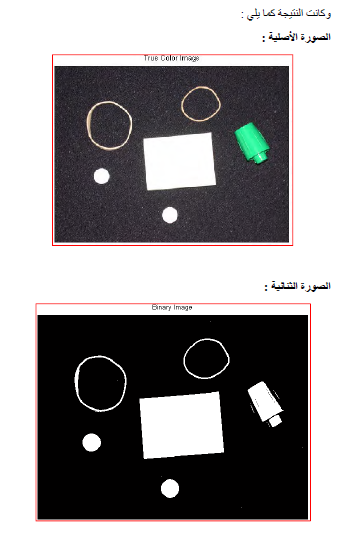 وكانت النتيجة كما يلي :
الصورة الأصلية :
True Color Image
الصورة الثنائية :
Binary Image